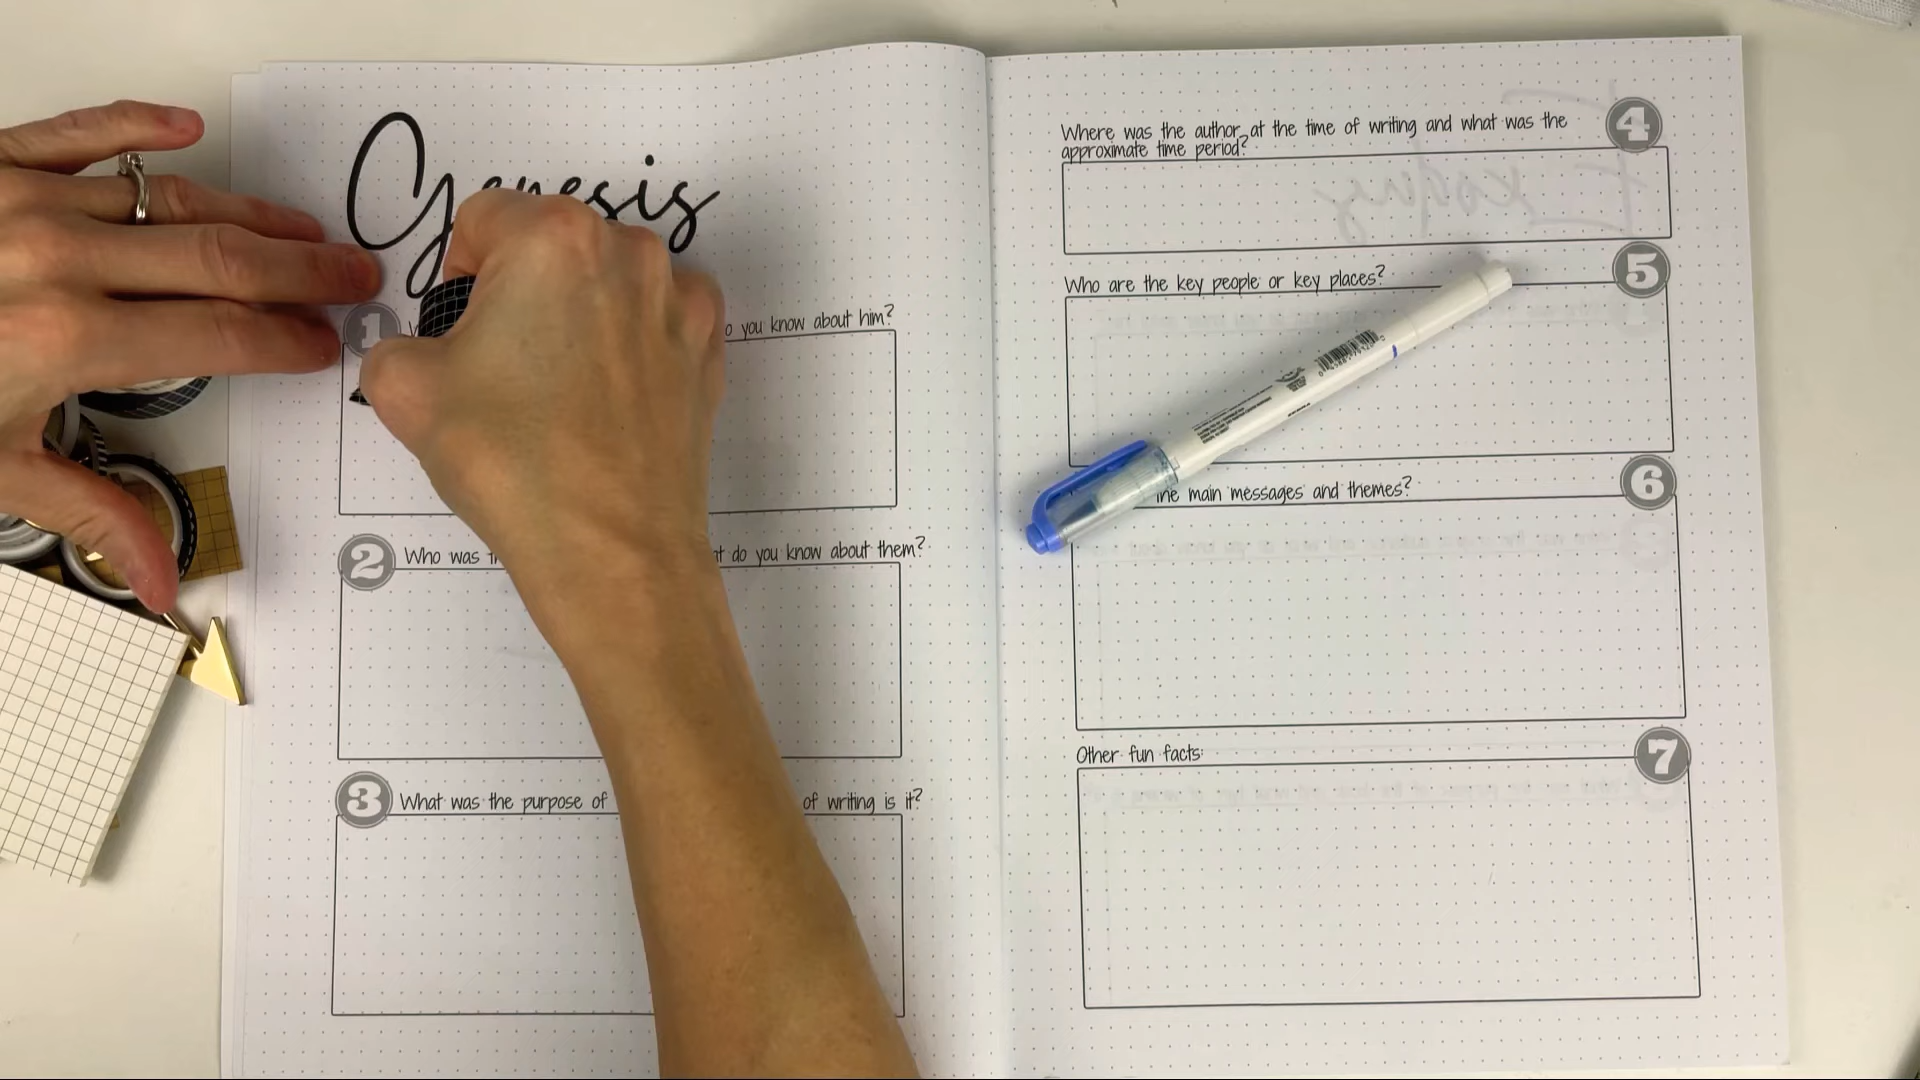 Genesis
1
o you know about him?
2 Who was t t do you know about them?
3 What was the purpose of of writing is it?
4
Where was the author at the time of writing and what was the
approximate time period?
5
Who are the key people or key places?
6
the main messages and themes?
7
Other fun facts:
Exodus